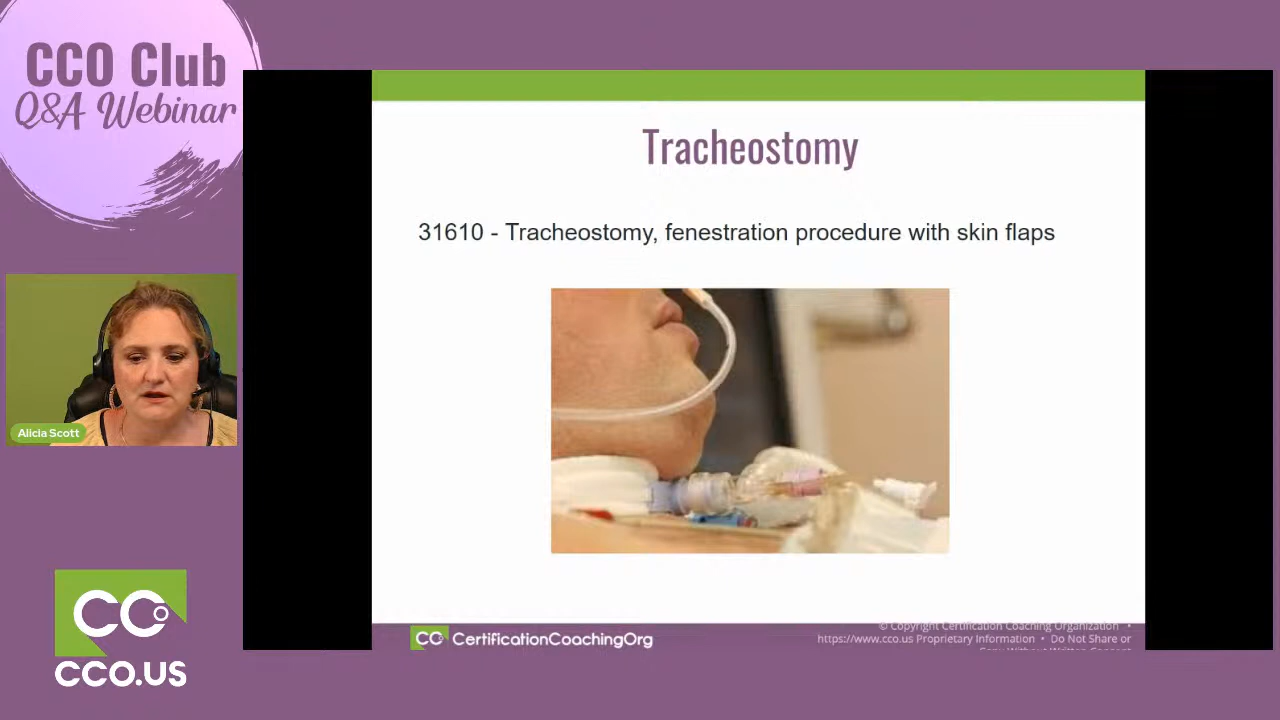 CCO Club
Q&A Webinar
Tracheostomy
31610 - Tracheostomy, fenestration procedure with skin flaps
Alicia Scott
CCO
CCO.US
CCO CertificationCoachingOrg
© Copyright Certification Coaching Organization •
https://www.cco.us Proprietary Information • Do Not Share or